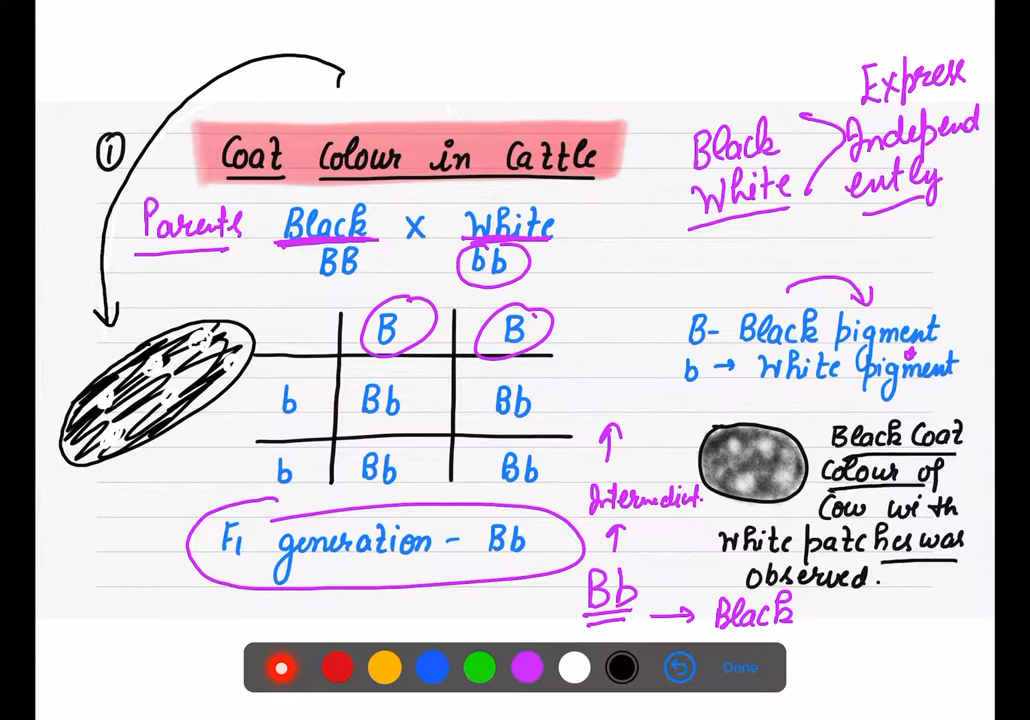 ①
Coat Colour in Cattle
Parents Black x White
BB bb
B B
b Bb Bb
b Bb Bb
F1 generation - Bb
Black
White
Express
Independ
ently
B- Black pigment
b → White pigment
Black Coat
Colour of
Cow with
white patches was
observed.
↑
Intermediat.
↑
Bb → Black
Done